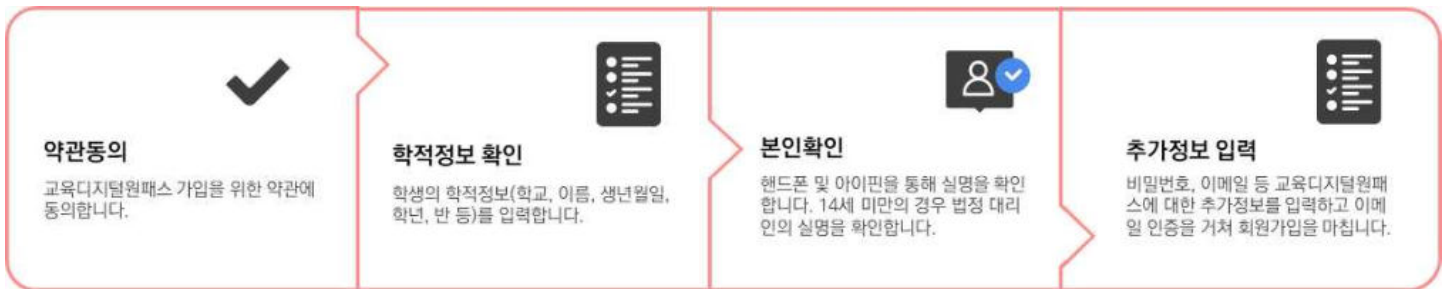 약관동의
교육디지털원패스 가입을 위한 약관에
동의합니다.
학적정보 확인
학생의 학적정보(학교, 이름, 생년월일,
학년, 반 등)를 입력합니다.
본인확인
핸드폰 및 아이핀을 통해 실명을 확인
합니다. 14세 미만의 경우 법정 대리
인의 실명을 확인합니다.
추가정보 입력
비밀번호, 이메일 등 교육디지털원패
스에 대한 추가정보를 입력하고 이메
일 인증을 거쳐 회원가입을 마칩니다.